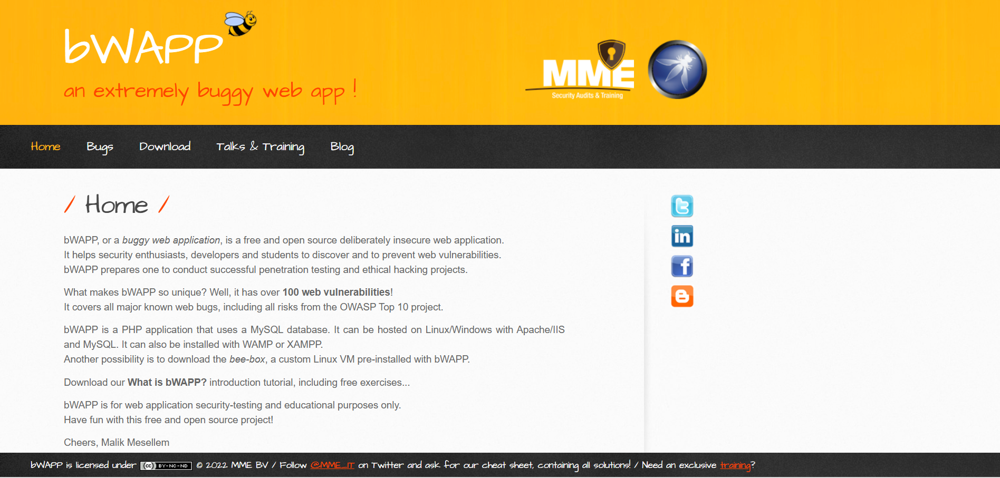 bWAPP
an extremely buggy web app !
MME
Security Audits & Training
Home
Bugs
Download
Talks & Training
Blog
/ Home /
bWAPP, or a buggy web application, is a free and open source deliberately insecure web application.
It helps security enthusiasts, developers and students to discover and to prevent web vulnerabilities.
bWAPP prepares one to conduct successful penetration testing and ethical hacking projects.
What makes bWAPP so unique? Well, it has over 100 web vulnerabilities!
It covers all major known web bugs, including all risks from the OWASP Top 10 project.
bWAPP is a PHP application that uses a MySQL database. It can be hosted on Linux/Windows with Apache/IIS
and MySQL. It can also be installed with WAMP or XAMPP.
Another possibility is to download the bee-box, a custom Linux VM pre-installed with bWAPP.
Download our What is bWAPP? introduction tutorial, including free exercises...
bWAPP is for web application security-testing and educational purposes only.
Have fun with this free and open source project!
Cheers, Malik Mesellem
bWAPP is licensed under (cc) BY-NC-ND © 2022 MME BV / Follow @MME_IT on Twitter and ask for our cheat sheet, containing all solutions! / Need an exclusive training?